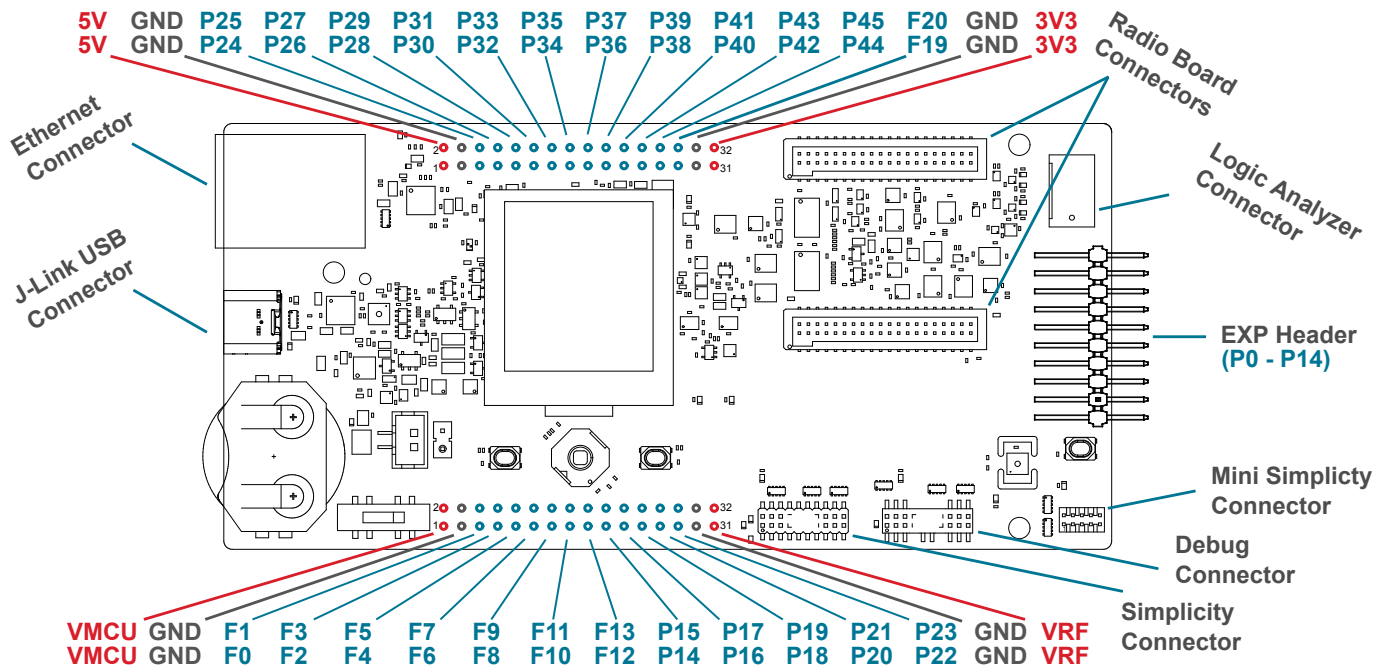 5V GND P25 P27 P29 P31 P33 P35 P37 P39 P41 P43 P45 F20 GND 3V3
5V GND P24 P26 P28 P30 P32 P34 P36 P38 P40 P42 P44 F19 GND 3V3
Radio Board
Connectors
Ethernet
Connector
2
32
1
31
Logic Analyzer
Connector
J-Link USB
Connector
EXP Header
(P0 - P14)
Mini Simplicty
Connector
2
32
1
31
Debug
Connector
Simplicity
Connector
VMCU GND F1 F3 F5 F7 F9 F11 F13 P15 P17 P19 P21 P23 GND VRF
VMCU GND F0 F2 F4 F6 F8 F10 F12 P14 P16 P18 P20 P22 GND VRF